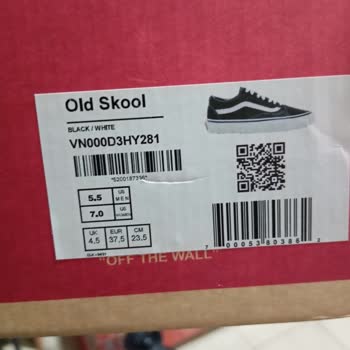 Old Skool
BLACK / WHITE
VN000D3HY281
5.5 US MEN
7.0 US WOMEN
UK EUR CM
4,5 37,5 23,5
"OFF THE WALL"